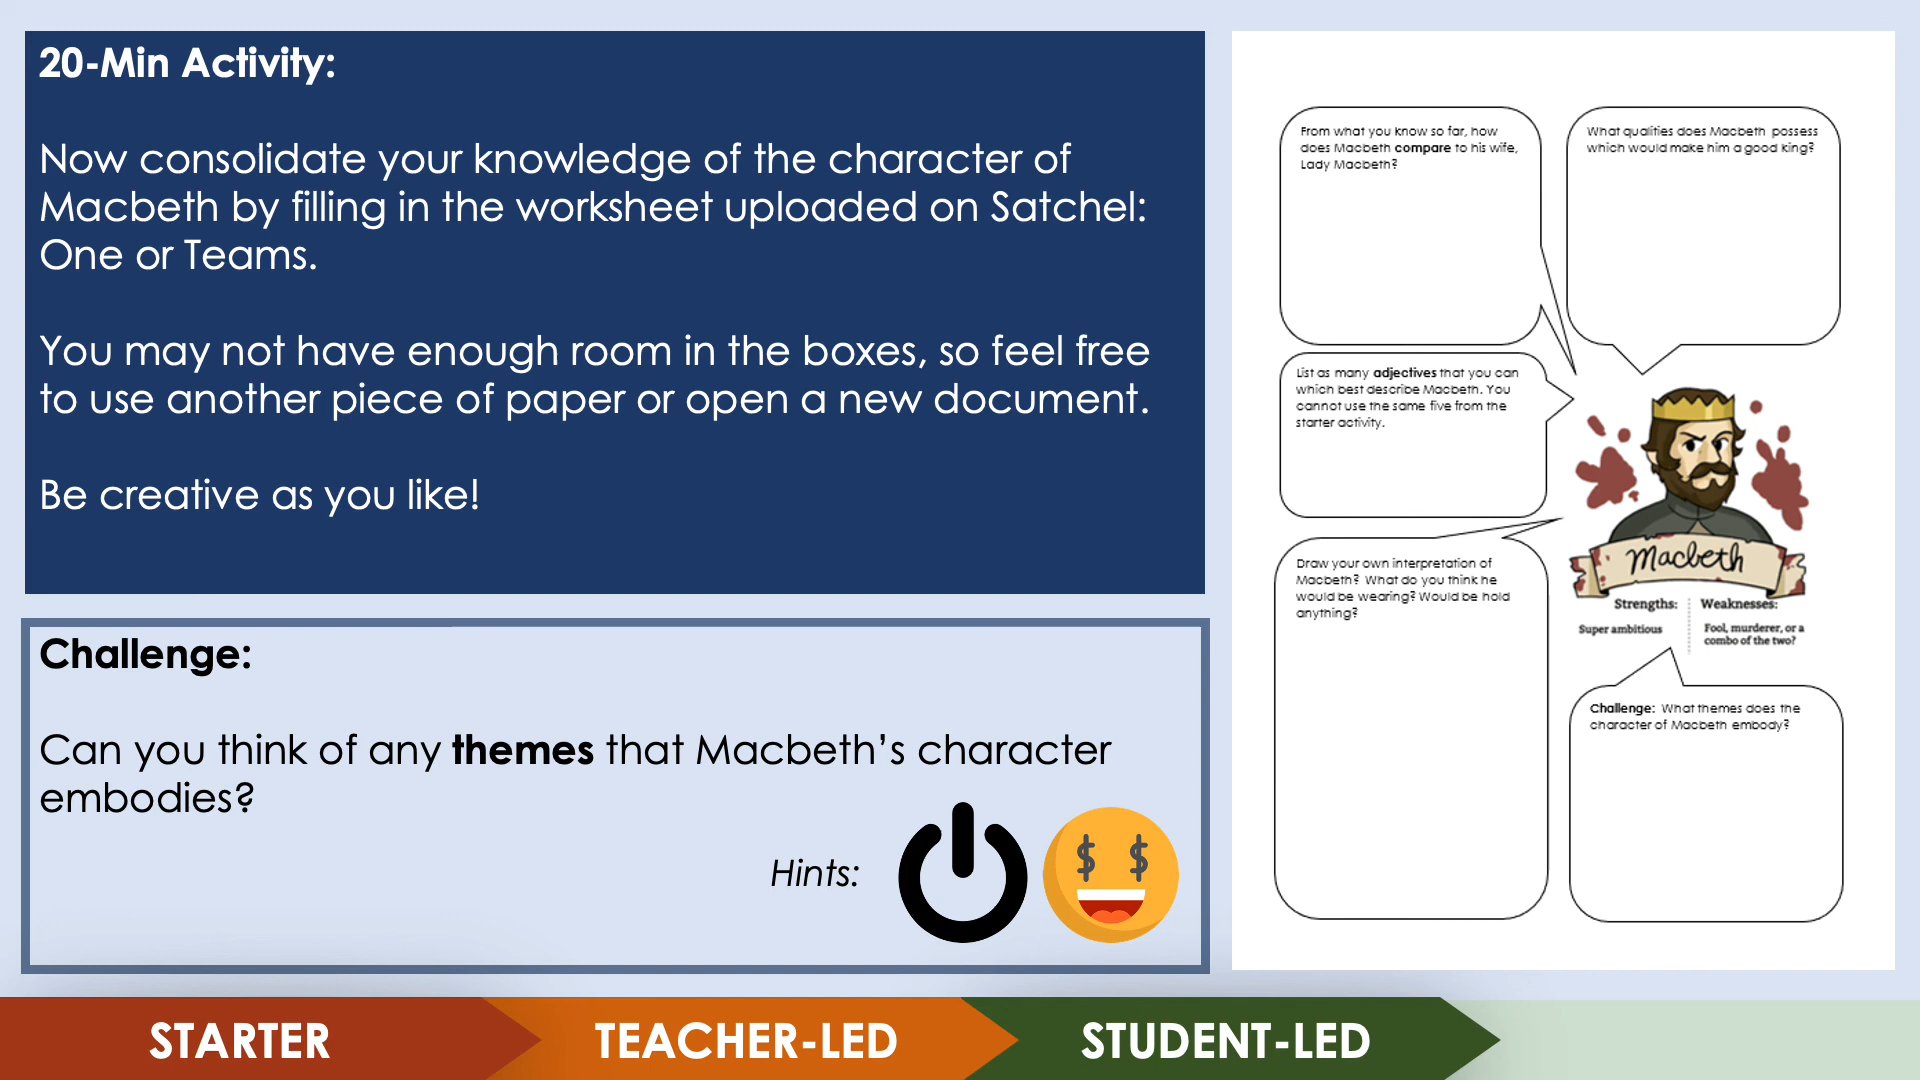 20-Min Activity:
Now consolidate your knowledge of the character of
Macbeth by filling in the worksheet uploaded on Satchel:
One or Teams.
You may not have enough room in the boxes, so feel free
to use another piece of paper or open a new document.
Be creative as you like!
Challenge:
Can you think of any themes that Macbeth's character
embodies?
Hints:
From what you know so far, how
does Macbeth compare to his wife,
Lady Macbeth?
What qualities does Macbeth possess
which would make him a good king?
List as many adjectives that you can
which best describe Macbeth. You
cannot use the same five from the
starter activity.
Macbeth
Strengths:
Weaknesses:
Super ambitious
Fool, murderer, or a
combo of the two?
Draw your own interpretation of
Macbeth? What do you think he
would be wearing? Would be hold
anything?
Challenge: What themes does the
character of Macbeth embody?
STARTER
TEACHER-LED
STUDENT-LED